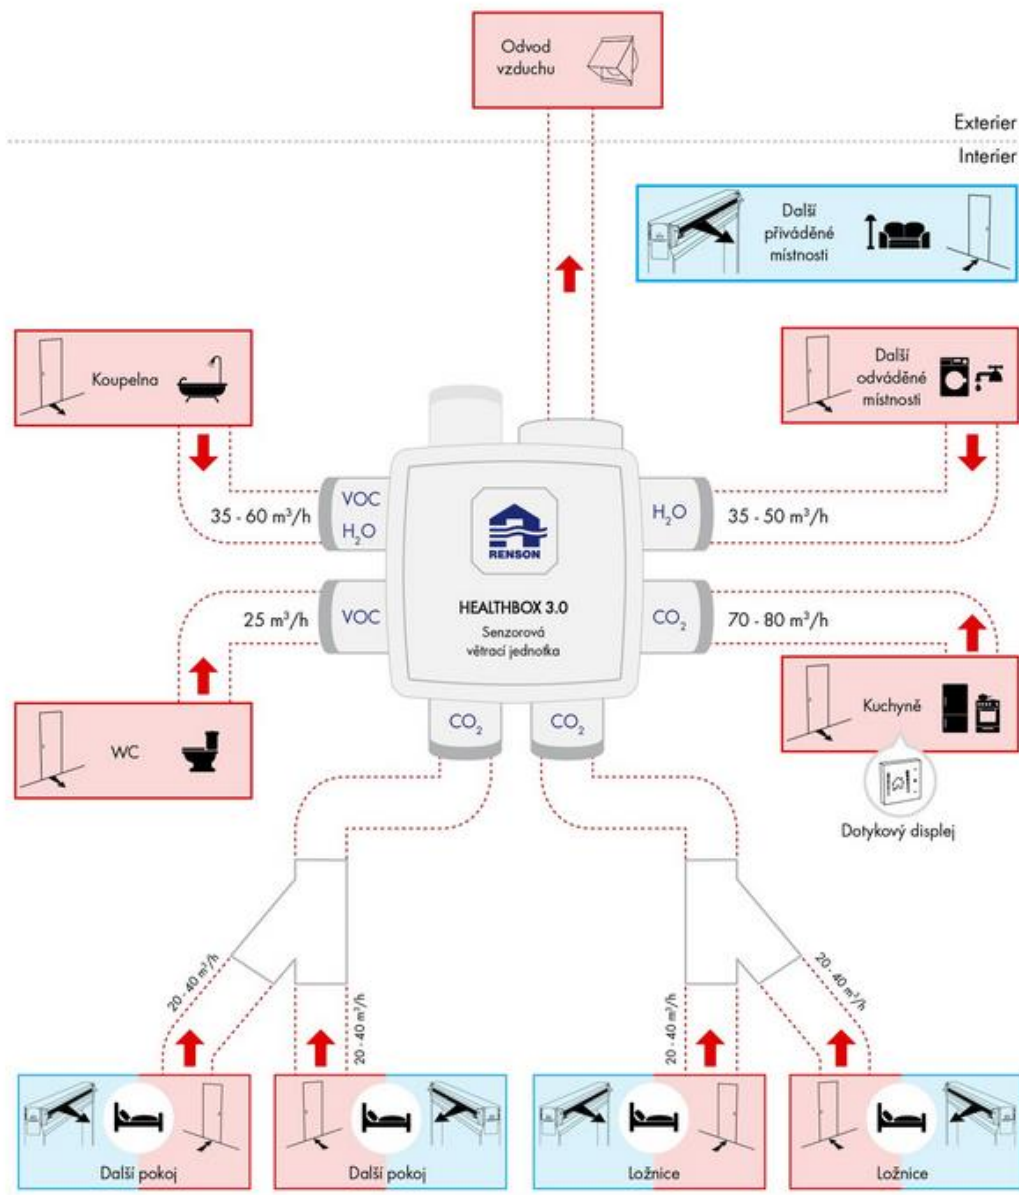 Odvod
vzduchu
Exterier
Interier
Další
přiváděné
místnosti
Koupelna
Další
odváděné
místnosti
35 - 60 m³/h
VOC
H₂O
RENSON
H₂O
35 - 50 m³/h
25 m³/h
VOC
HEALTHBOX 3.0
Senzorová
větrací jednotka
CO₂
70 - 80 m³/h
WC
CO₂
CO₂
Kuchyně
Dotykový displej
20 - 40 m³/h
20 - 40 m³/h
20 - 40 m³/h
20 - 40 m³/h
Další pokoj
Další pokoj
Ložnice
Ložnice